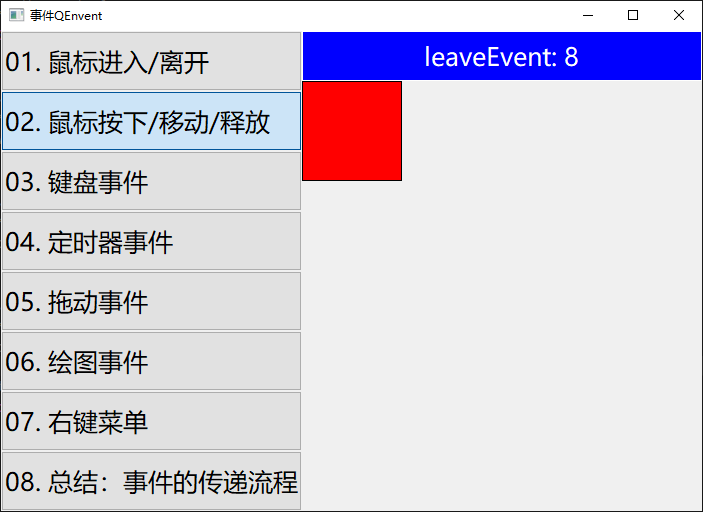 事件QEnvent
01. 鼠标进入/离开
02. 鼠标按下/移动/释放
03. 键盘事件
04. 定时器事件
05. 拖动事件
06. 绘图事件
07. 右键菜单
08. 总结：事件的传递流程
leaveEvent: 8